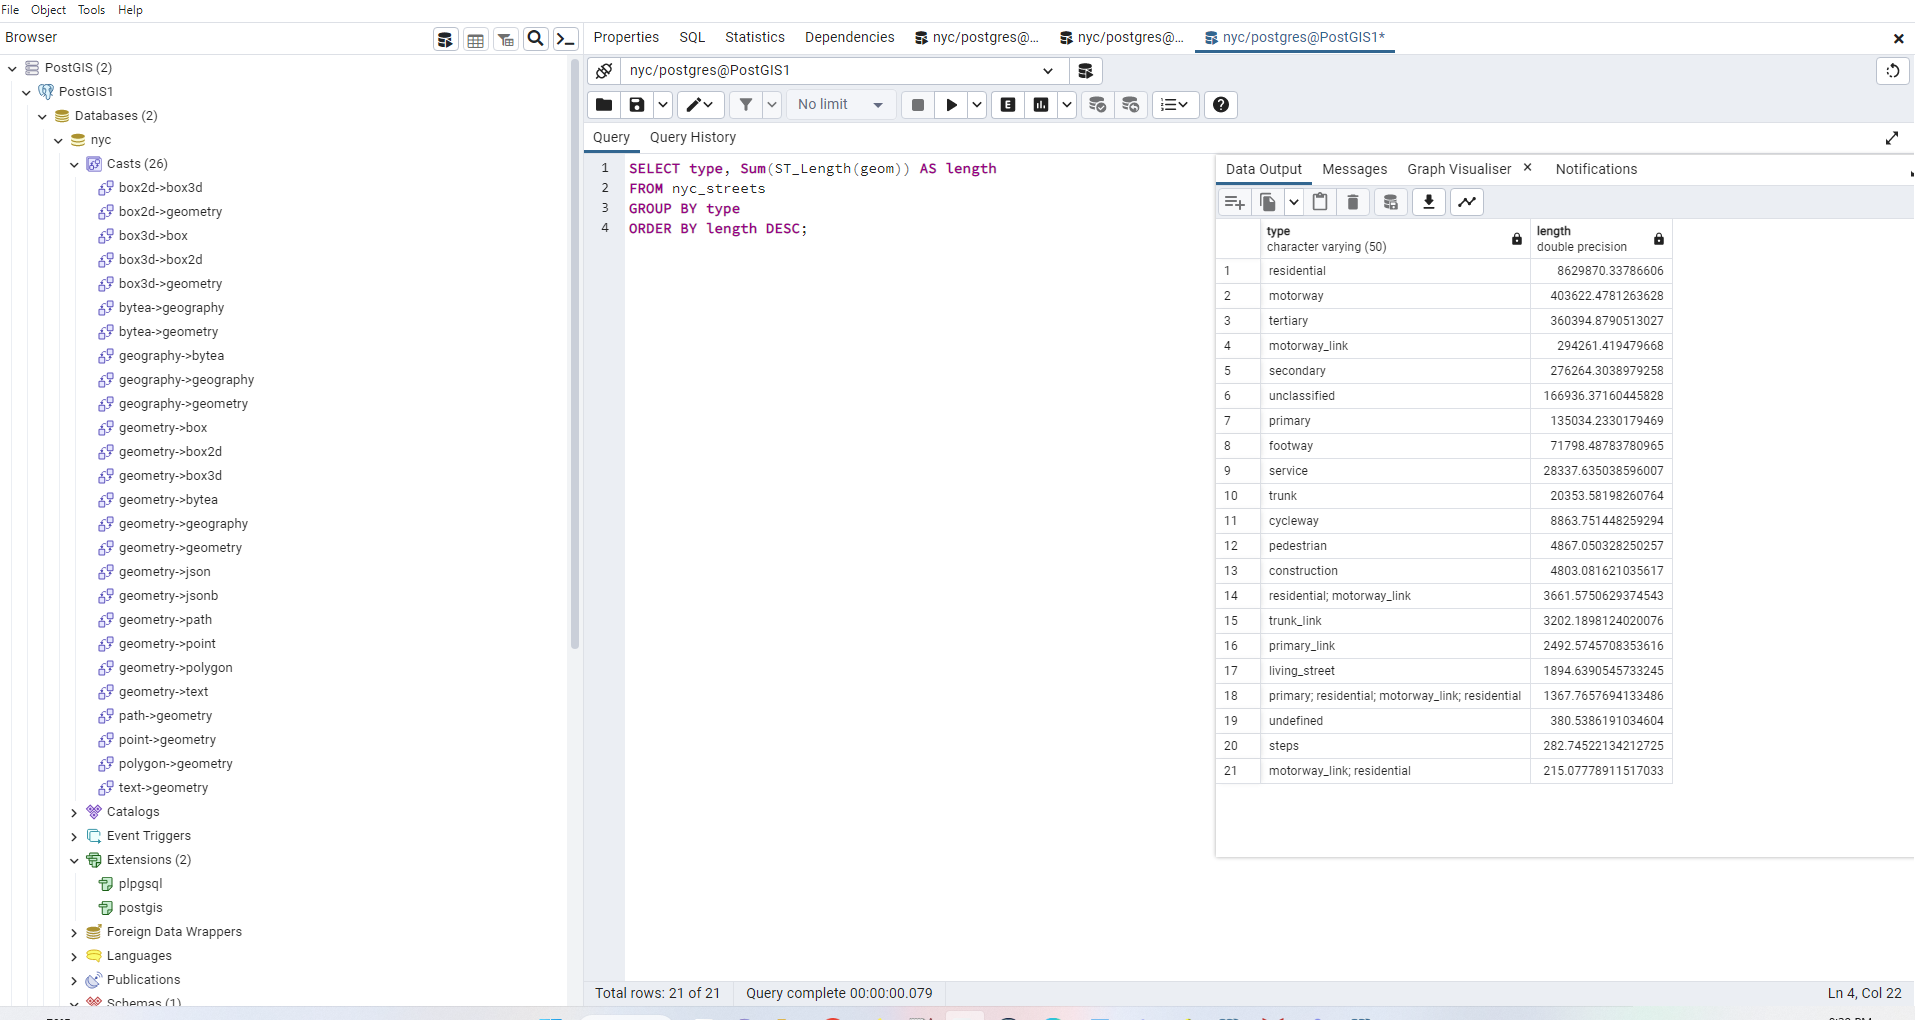 File Object Tools Help
Browser
PostGIS (2)
PostGIS1
Databases (2)
nyc
Casts (26)
box2d->box3d
box2d->geometry
box3d->box
box3d->box2d
box3d->geometry
bytea->geography
bytea->geometry
geography->bytea
geography->geography
geography->geometry
geometry->box
geometry->box2d
geometry->box3d
geometry->bytea
geometry->geography
geometry->geometry
geometry->json
geometry->jsonb
geometry->path
geometry->point
geometry->polygon
geometry->text
path->geometry
point->geometry
polygon->geometry
text->geometry
Catalogs
Event Triggers
Extensions (2)
plpgsql
postgis
Foreign Data Wrappers
Languages
Publications
Schemas (1)
Properties SQL Statistics Dependencies nyc/postgres@... nyc/postgres@... nyc/postgres@PostGIS1*
nyc/postgres@PostGIS1
No limit E
Query Query History
1 SELECT type, Sum(ST_Length(geom)) AS length
2 FROM nyc_streets
3 GROUP BY type
4 ORDER BY length DESC;
Data Output Messages Graph Visualiser Notifications
type length
character varying (50) double precision
1 residential 8629870.33786606
2 motorway 403622.4781263628
3 tertiary 360394.8790513027
4 motorway_link 294261.419479668
5 secondary 276264.3038979258
6 unclassified 166936.37160445828
7 primary 135034.2330179469
8 footway 71798.48783780965
9 service 28337.635038596007
10 trunk 20353.58198260764
11 cycleway 8863.751448259294
12 pedestrian 4867.050328250257
13 construction 4803.081621035617
14 residential; motorway_link 3661.5750629374543
15 trunk_link 3202.1898124020076
16 primary_link 2492.5745708353616
17 living_street 1894.6390545733245
18 primary; residential; motorway_link; residential 1367.7657694133486
19 undefined 380.5386191034604
20 steps 282.74522134212725
21 motorway_link; residential 215.07778911517033
Total rows: 21 of 21 Query complete 00:00:00.079 Ln 4, Col 22